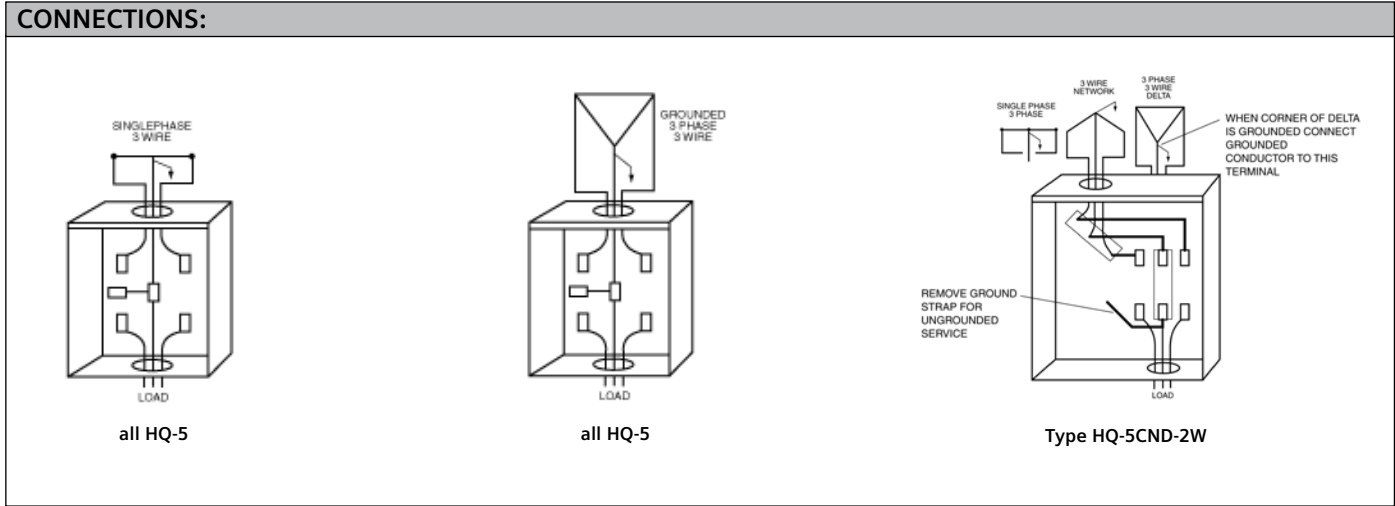 CONNECTIONS:
SINGLEPHASE
3 WIRE
LOAD
all HQ-5
GROUNDED
3 PHASE
3 WIRE
LOAD
all HQ-5
SINGLE PHASE
3 PHASE
3 WIRE
NETWORK
3 PHASE
3 WIRE
DELTA
WHEN CORNER OF DELTA
IS GROUNDED CONNECT
GROUNDED
CONDUCTOR TO THIS
TERMINAL
REMOVE GROUND
STRAP FOR
UNGROUNDED
SERVICE
LOAD
Type HQ-5CND-2W